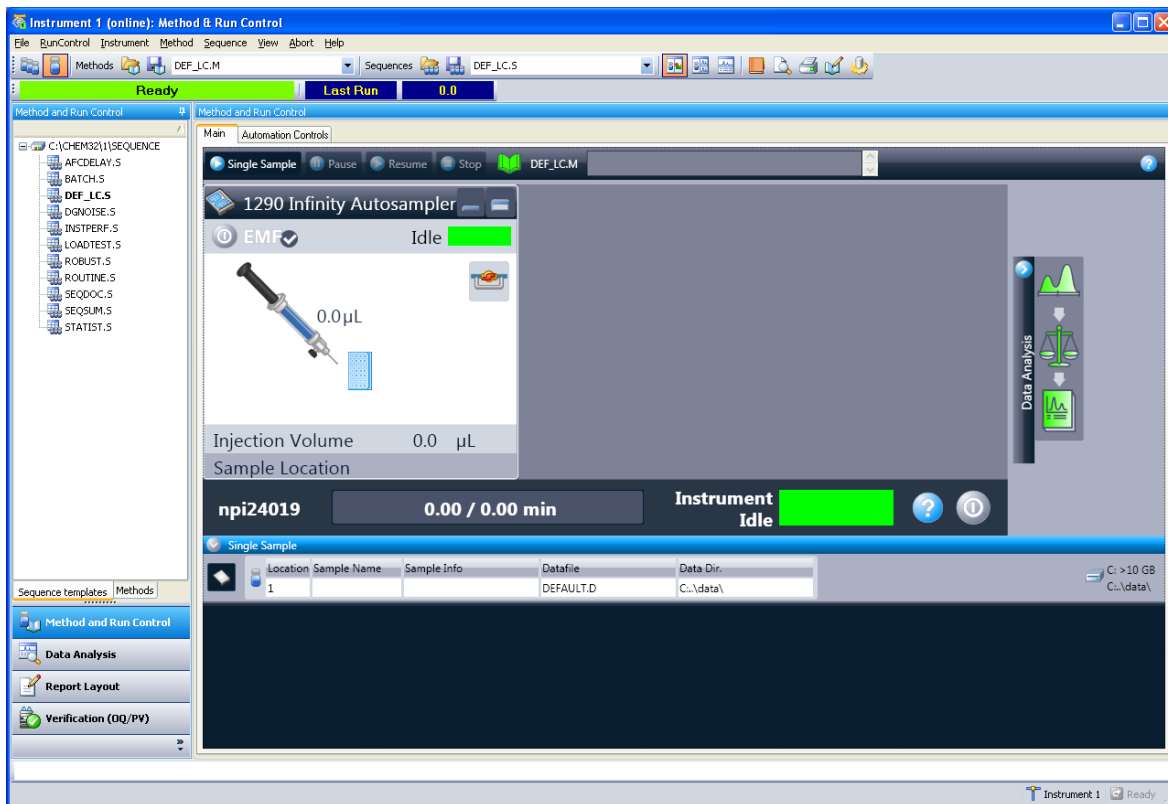 Instrument 1 (online): Method & Run Control
File RunControl Instrument Method Sequence View Abort Help
Methods DEF_LC.M Sequences DEF_LC.S
Ready Last Run 0.0
Method and Run Control
Method and Run Control
Main Automation Controls
C:\CHEM32\1\SEQUENCE
AFCDELAY.S
BATCH.S
DEF_LC.S
DGNOISE.S
INSTPERF.S
LOADTEST.S
ROBUST.S
ROUTINE.S
SEQDOC.S
SEQSUM.S
STATIST.S
Single Sample Pause Resume Stop DEF_LC.M
1290 Infinity Autosampler
EMF Idle
0.0 µL
Injection Volume 0.0 µL
Sample Location
Data Analysis
npi24019 0.00 / 0.00 min Instrument
Idle
Single Sample
Location Sample Name Sample Info Datafile Data Dir.
1 DEFAULT.D C:..\data\
C: >10 GB
C:..\data\
Sequence templates Methods
Method and Run Control
Data Analysis
Report Layout
Verification (OQ/PV)
Instrument 1 Ready